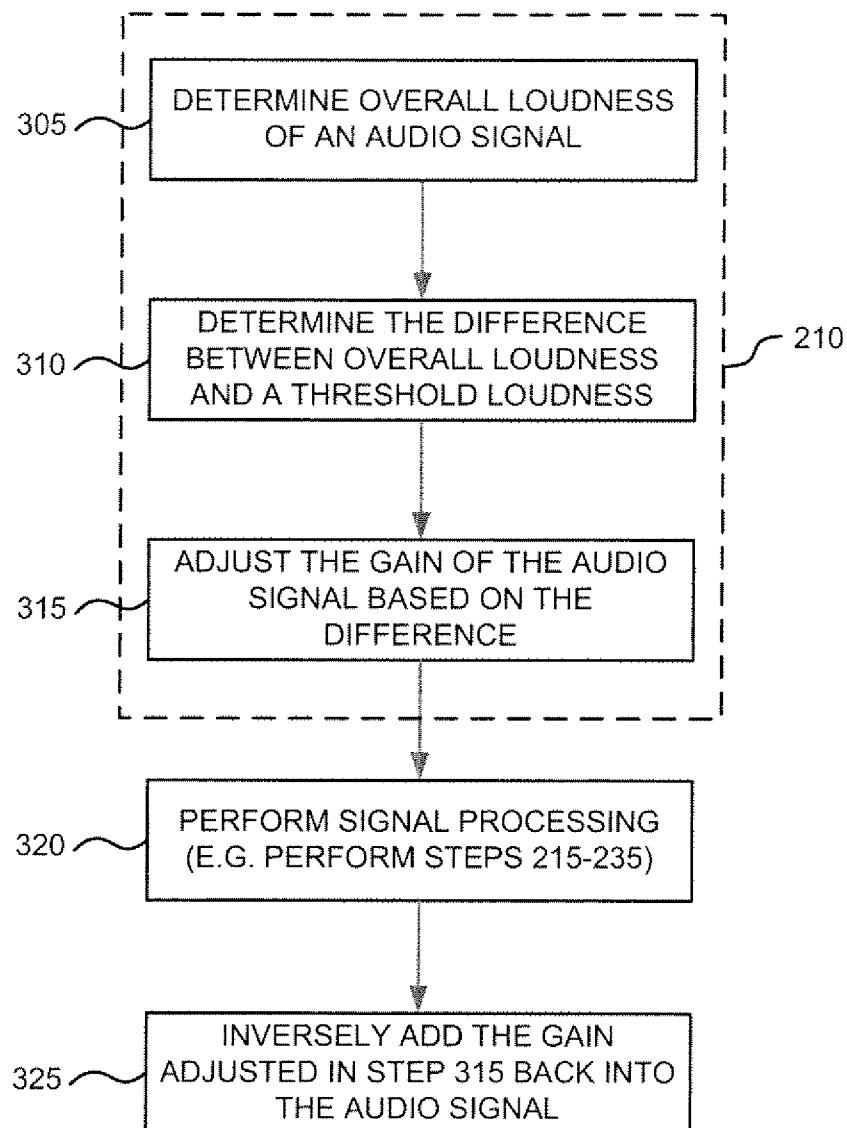 305
DETERMINE OVERALL LOUDNESS
OF AN AUDIO SIGNAL
310
DETERMINE THE DIFFERENCE
BETWEEN OVERALL LOUDNESS
AND A THRESHOLD LOUDNESS
210
315
ADJUST THE GAIN OF THE AUDIO
SIGNAL BASED ON THE
DIFFERENCE
320
PERFORM SIGNAL PROCESSING
(E.G. PERFORM STEPS 215-235)
325
INVERSELY ADD THE GAIN
ADJUSTED IN STEP 315 BACK INTO
THE AUDIO SIGNAL